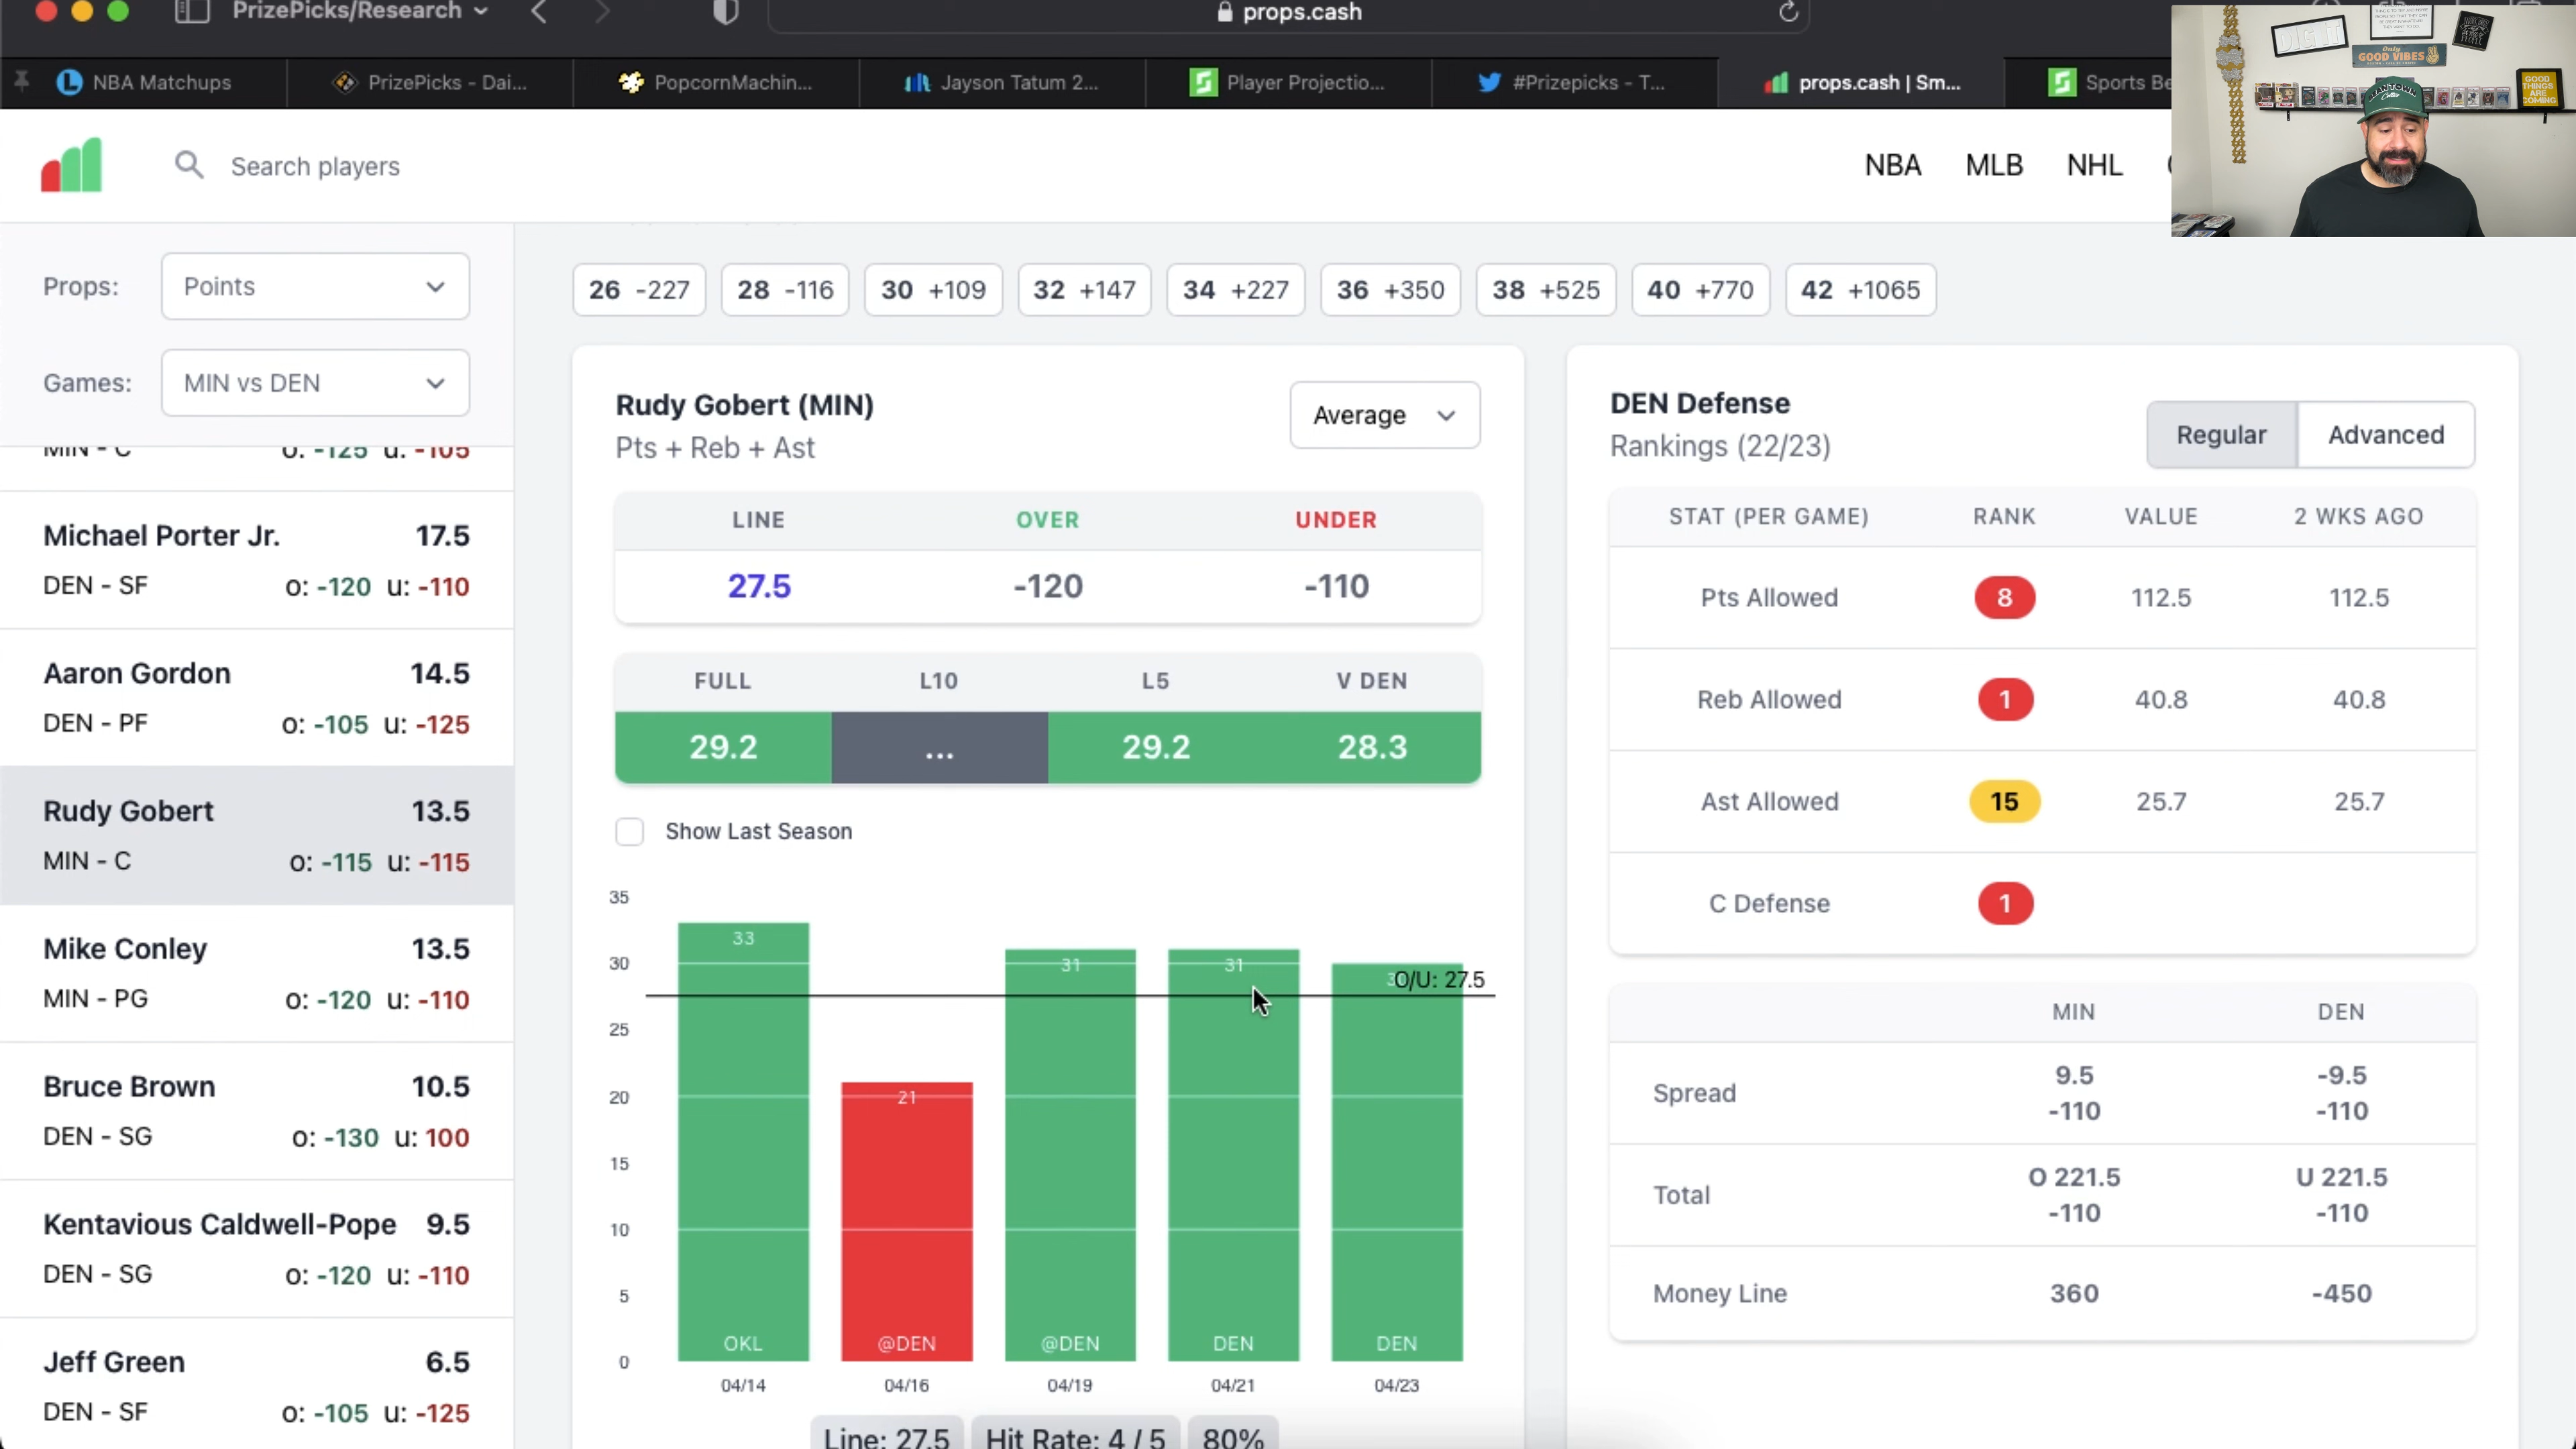 PrizePicks/Research
props.cash
NBA Matchups
PrizePicks - Dai...
PopcornMachin...
Jayson Tatum 2...
Player Projectio...
#Prizepicks - T...
props.cash | Sm...
Sports Be
Only
GOOD VIBES
GOOD
THINGS
ARE
COMING
Search players
NBA MLB NHL
Props: Points
Games: MIN vs DEN
MIN - C o: -125 u: -105
Michael Porter Jr. 17.5
DEN - SF o: -120 u: -110
Aaron Gordon 14.5
DEN - PF o: -105 u: -125
Rudy Gobert 13.5
MIN - C o: -115 u: -115
Mike Conley 13.5
MIN - PG o: -120 u: -110
Bruce Brown 10.5
DEN - SG o: -130 u: 100
Kentavious Caldwell-Pope 9.5
DEN - SG o: -120 u: -110
Jeff Green 6.5
DEN - SF o: -105 u: -125
26 -227 28 -116 30 +109 32 +147 34 +227 36 +350 38 +525 40 +770 42 +1065
Rudy Gobert (MIN)
Pts + Reb + Ast
Average
LINE OVER UNDER
27.5 -120 -110
FULL L10 L5 V DEN
29.2 ... 29.2 28.3
Show Last Season
35
30
25
20
15
10
5
0
33
21
31
31
O/U: 27.5
OKL @DEN @DEN DEN DEN
04/14 04/16 04/19 04/21 04/23
Line: 27.5 Hit Rate: 4 / 5 80%
DEN Defense
Rankings (22/23)
Regular Advanced
STAT (PER GAME) RANK VALUE 2 WKS AGO
Pts Allowed 8 112.5 112.5
Reb Allowed 1 40.8 40.8
Ast Allowed 15 25.7 25.7
C Defense 1
MIN DEN
Spread 9.5 -9.5
-110 -110
Total O 221.5 U 221.5
-110 -110
Money Line 360 -450